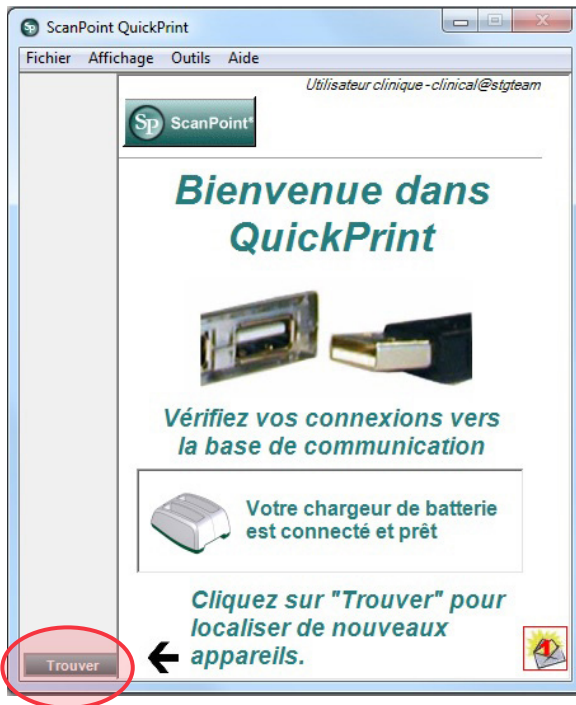 ScanPoint QuickPrint
Fichier Affichage Outils Aide
Utilisateur clinique - clinical@stgteam
Sp ScanPoint®
Bienvenue dans
QuickPrint
Vérifiez vos connexions vers
la base de communication
Votre chargeur de batterie
est connecté et prêt
Cliquez sur "Trouver" pour
localiser de nouveaux
appareils.
Trouver